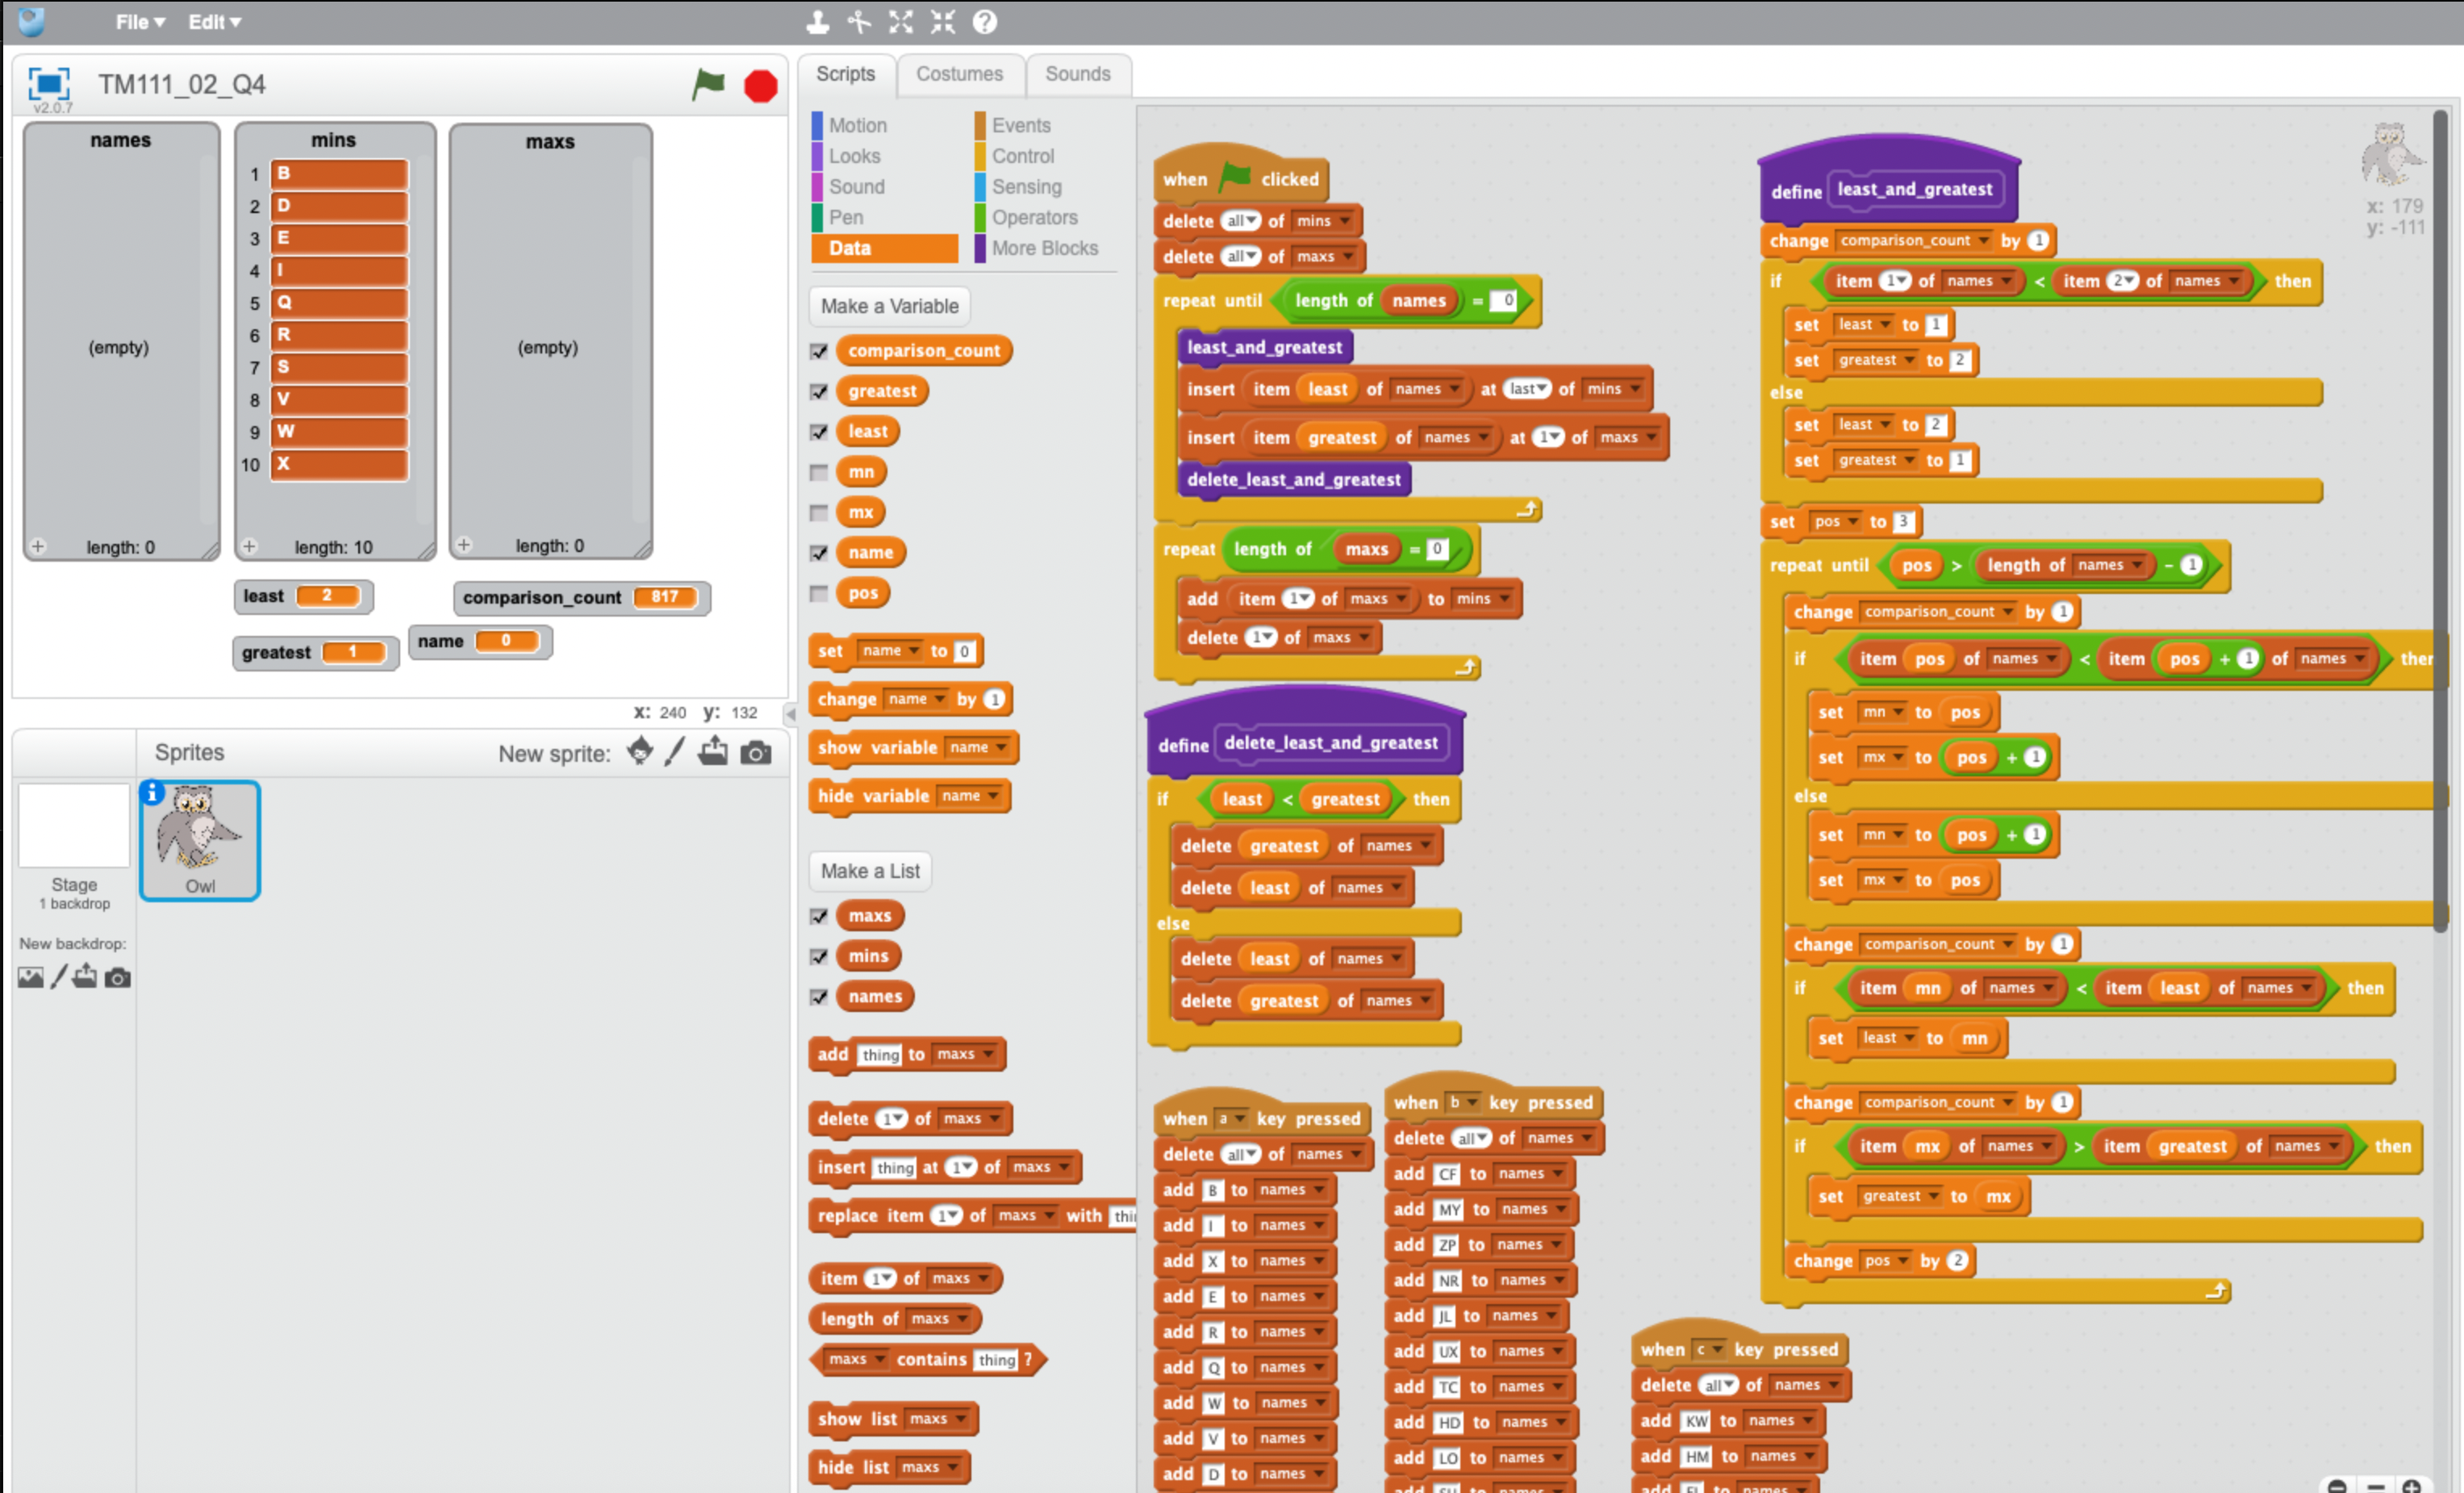 File Edit
v2.0.7
TM111_02_Q4
names
(empty)
length: 0
mins
1 B
2 D
3 E
4 I
5 Q
6 R
7 S
8 V
9 W
10 X
length: 10
maxs
(empty)
length: 0
least 2
comparison_count 817
greatest 1
name 0
x: 240 y: 132
Sprites New sprite:
Stage
1 backdrop
New backdrop:
Owl
Scripts Costumes Sounds
Motion Events
Looks Control
Sound Sensing
Pen Operators
Data More Blocks
Make a Variable
comparison_count
greatest
least
mn
mx
name
pos
set name to 0
change name by 1
show variable name
hide variable name
Make a List
maxs
mins
names
add thing to maxs
delete 1 of maxs
insert thing at 1 of maxs
replace item 1 of maxs with
item 1 of maxs
length of maxs
maxs contains thing ?
show list maxs
hide list maxs
when clicked
delete all of mins
delete all of maxs
repeat until length of names = 0
least_and_greatest
insert item least of names at last of mins
insert item greatest of names at 1 of maxs
delete_least_and_greatest
repeat length of maxs = 0
add item 1 of maxs to mins
delete 1 of maxs
define delete_least_and_greatest
if least < greatest then
delete greatest of names
delete least of names
else
delete least of names
delete greatest of names
when a key pressed
delete all of names
add B to names
add I to names
add X to names
add E to names
add R to names
add Q to names
add W to names
add V to names
add D to names
when b key pressed
delete all of names
add CF to names
add MY to names
add ZP to names
add NR to names
add JL to names
add UX to names
add TC to names
add HD to names
add LO to names
when c key pressed
delete all of names
add KW to names
add HM to names
define least_and_greatest
change comparison_count by 1
if item 1 of names < item 2 of names then
set least to 1
set greatest to 2
else
set least to 2
set greatest to 1
set pos to 3
repeat until pos > length of names - 1
change comparison_count by 1
if item pos of names < item pos + 1 of names then
set mn to pos
set mx to pos + 1
else
set mn to pos + 1
set mx to pos
change comparison_count by 1
if item mn of names < item least of names then
set least to mn
change comparison_count by 1
if item mx of names > item greatest of names then
set greatest to mx
change pos by 2
x: 179
y: -111